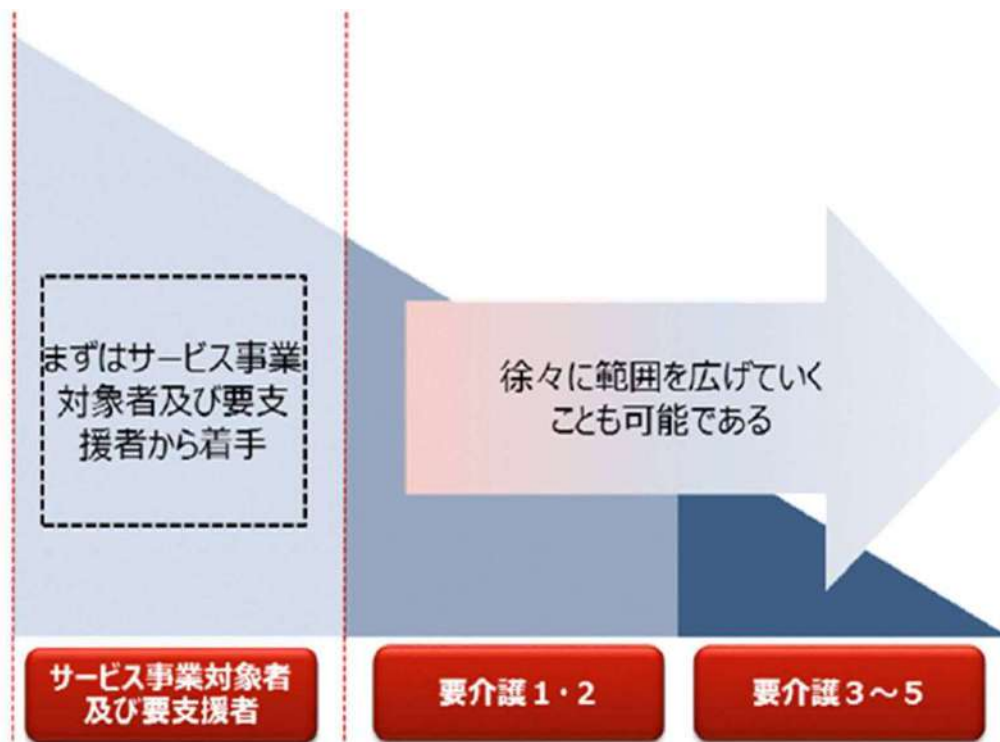 まずはサービス事業
対象者及び要支
援者から着手
徐々に範囲を広げていく
ことも可能である
サービス事業対象者
及び要支援者
要介護１・２
要介護３～５